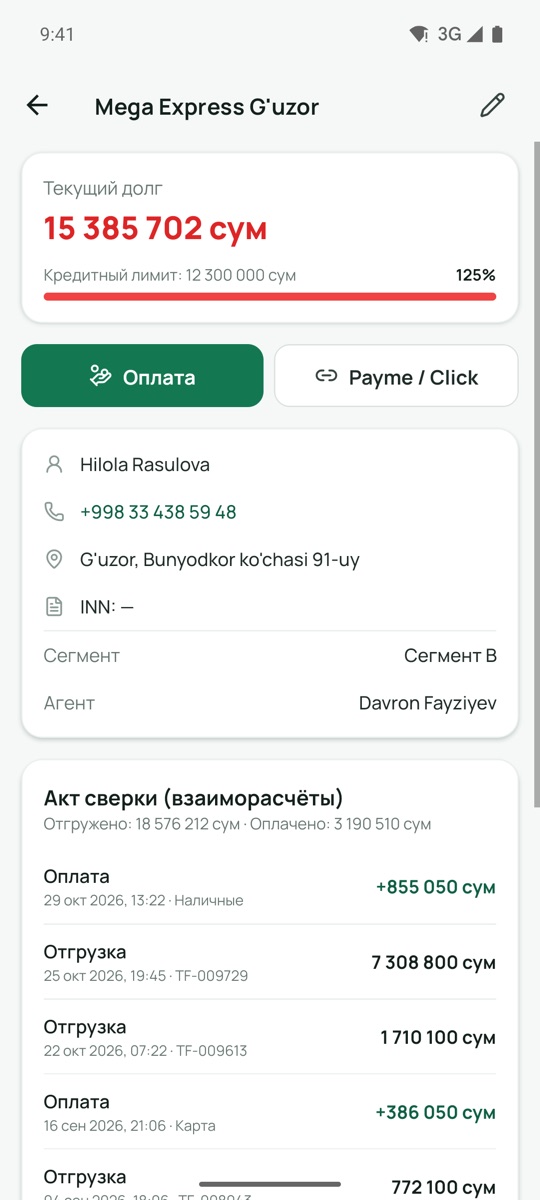 9:41
3G
Mega Express G'uzor
Текущий долг
15 385 702 сум
Кредитный лимит: 12 300 000 сум
125%
Оплата
Payme / Click
Hilola Rasulova
+998 33 438 59 48
G'uzor, Bunyodkor ko'chasi 91-uy
INN: —
Сегмент
Сегмент B
Агент
Davron Fayziyev
Акт сверки (взаиморасчёты)
Отгружено: 18 576 212 сум · Оплачено: 3 190 510 сум
Оплата
+855 050 сум
29 окт 2026, 13:22 · Наличные
Отгрузка
7 308 800 сум
25 окт 2026, 19:45 · TF-009729
Отгрузка
1 710 100 сум
22 окт 2026, 07:22 · TF-009613
Оплата
+386 050 сум
16 сен 2026, 21:06 · Карта
Отгрузка
772 100 сум